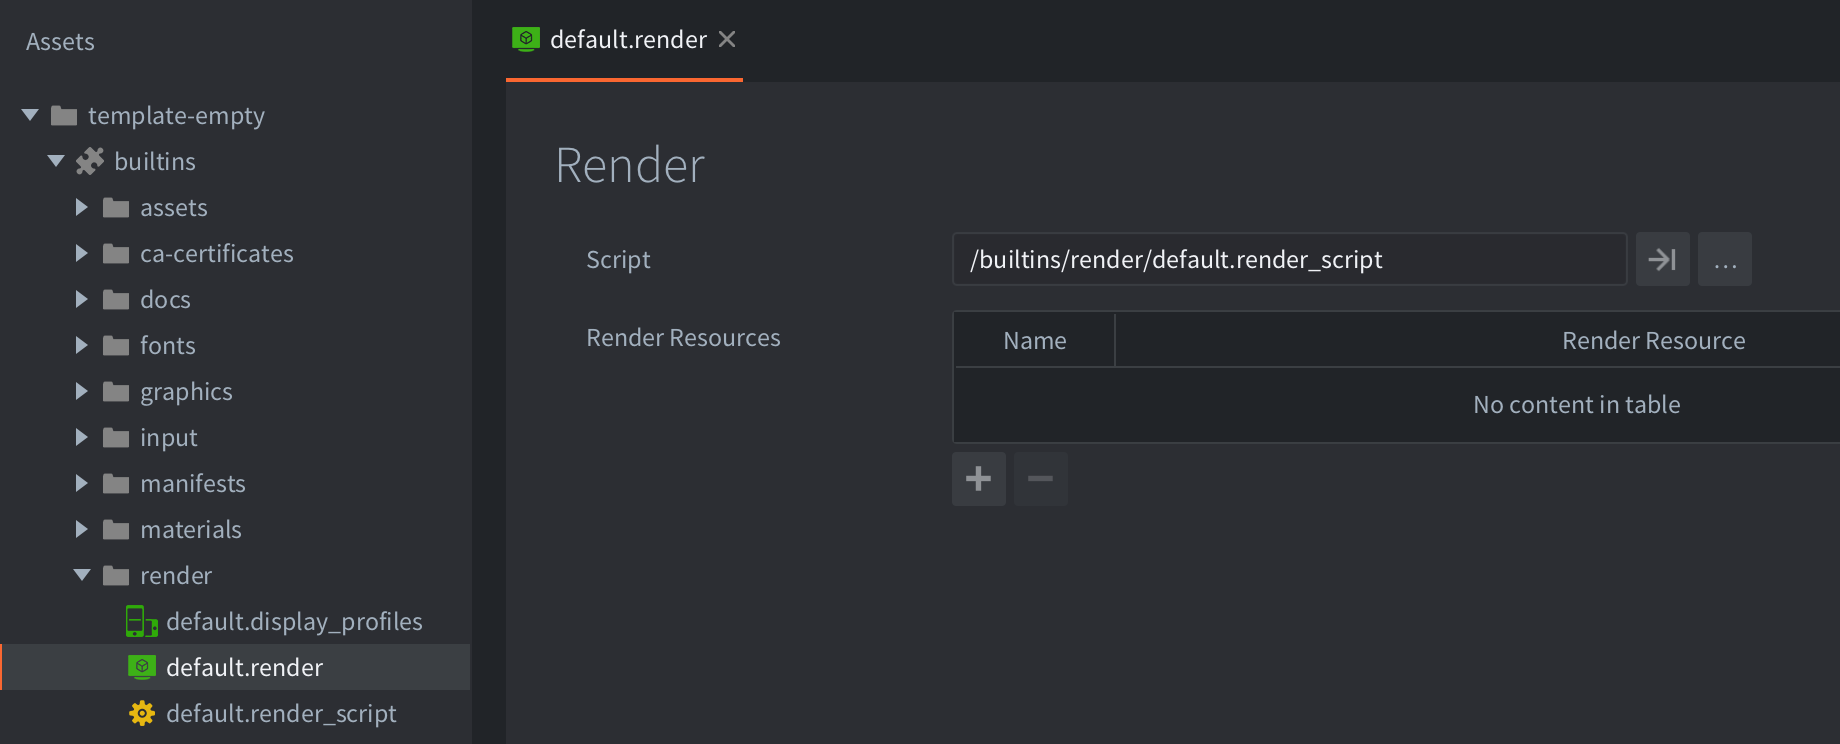 Assets
template-empty
builtins
assets
ca-certificates
docs
fonts
graphics
input
manifests
materials
render
default.display_profiles
default.render
default.render_script
default.render
Render
Script
/builtins/render/default.render_script
...
Render Resources
Name
Render Resource
No content in table